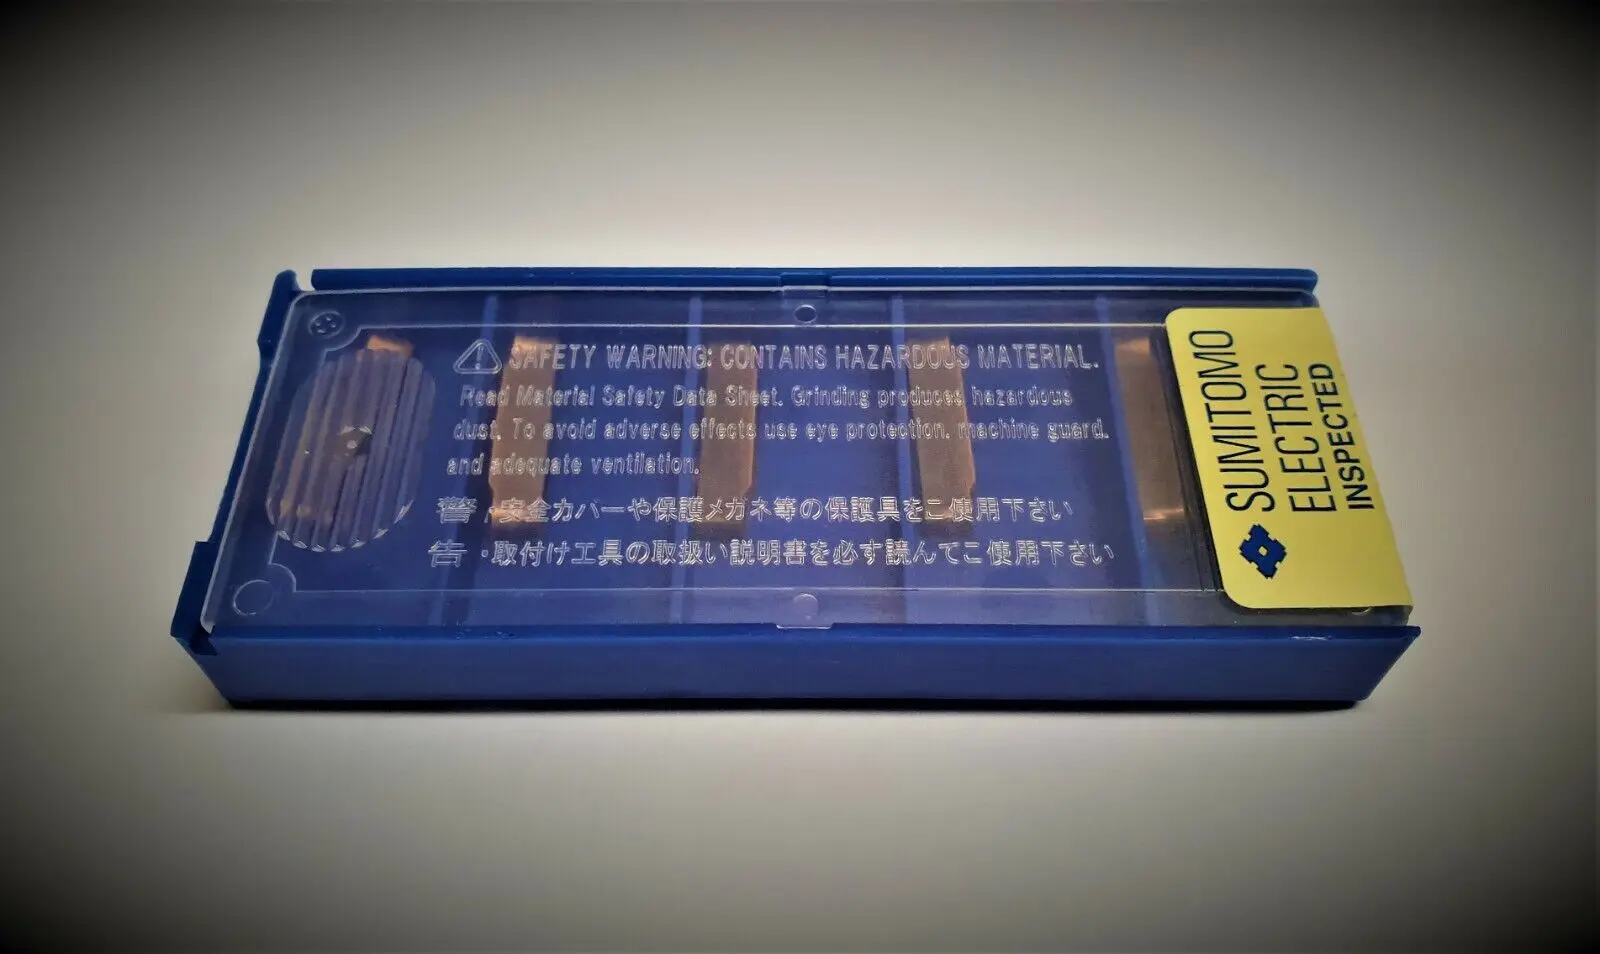 SAFETY WARNING: CONTAINS HAZARDOUS MATERIAL.
Read Material Safety Data Sheet. Grinding produces hazardous
dust. To avoid adverse effects use eye protection, machine guard.
and adequate ventilation.
警 ・安全カバーや保護メガネ等の保護具をご使用下さい
告 ・取付け工具の取扱い説明書を必す読んてご使用下さい
SUMITOMO
ELECTRIC
INSPECTED